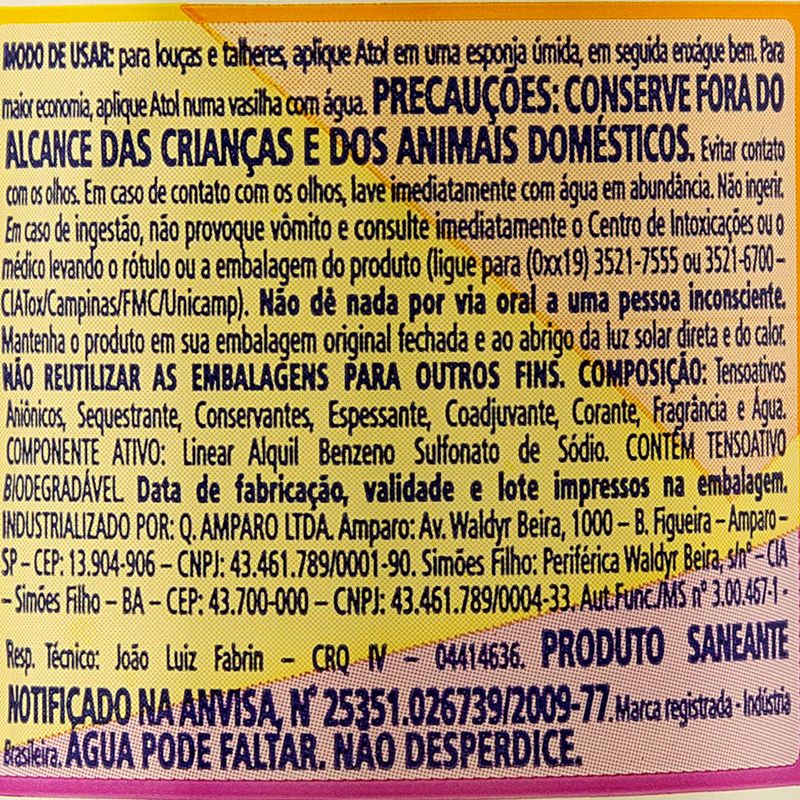 MODO DE USAR: para louças e talheres, aplique Atol em uma esponja úmida, em seguida enxágue bem. Para
maior economia, aplique Atol numa vasilha com água. PRECAUÇÕES: CONSERVE FORA DO
ALCANCE DAS CRIANÇAS E DOS ANIMAIS DOMÉSTICOS. Evitar contato
com os olhos. Em caso de contato com os olhos, lave imediatamente com água em abundância. Não ingerir.
Em caso de ingestão, não provoque vômito e consulte imediatamente o Centro de Intoxicações ou o
médico levando o rótulo ou a embalagem do produto (ligue para (0xx19) 3521-7555 ou 3521-6700 –
CIATox/Campinas/FMC/Unicamp). Não dê nada por via oral a uma pessoa inconsciente.
Mantenha o produto em sua embalagem original fechada e ao abrigo da luz solar direta e do calor.
NÃO REUTILIZAR AS EMBALAGENS PARA OUTROS FINS. COMPOSIÇÃO: Tensoativos
Aniônicos, Sequestrante, Conservantes, Espessante, Coadjuvante, Corante, Fragrância e Água.
COMPONENTE ATIVO: Linear Alquil Benzeno Sulfonato de Sódio. CONTÉM TENSOATIVO
BIODEGRADÁVEL. Data de fabricação, validade e lote impressos na embalagem.
INDUSTRIALIZADO POR: Q. AMPARO LTDA. Amparo: Av. Waldyr Beira, 1000 – B. Figueira – Amparo –
SP – CEP: 13.904-906 – CNPJ: 43.461.789/0001-90. Simões Filho: Periférica Waldyr Beira, s/nº – CIA
– Simões Filho – BA – CEP: 43.700-000 – CNPJ: 43.461.789/0004-33. Aut.Func./MS nº 3.00.467-1 -
Resp. Técnico: João Luiz Fabrin – CRQ IV – 04414636. PRODUTO SANEANTE
NOTIFICADO NA ANVISA, Nº 25351.026739/2009-77. Marca registrada - Indústria
Brasileira. ÁGUA PODE FALTAR. NÃO DESPERDICE.